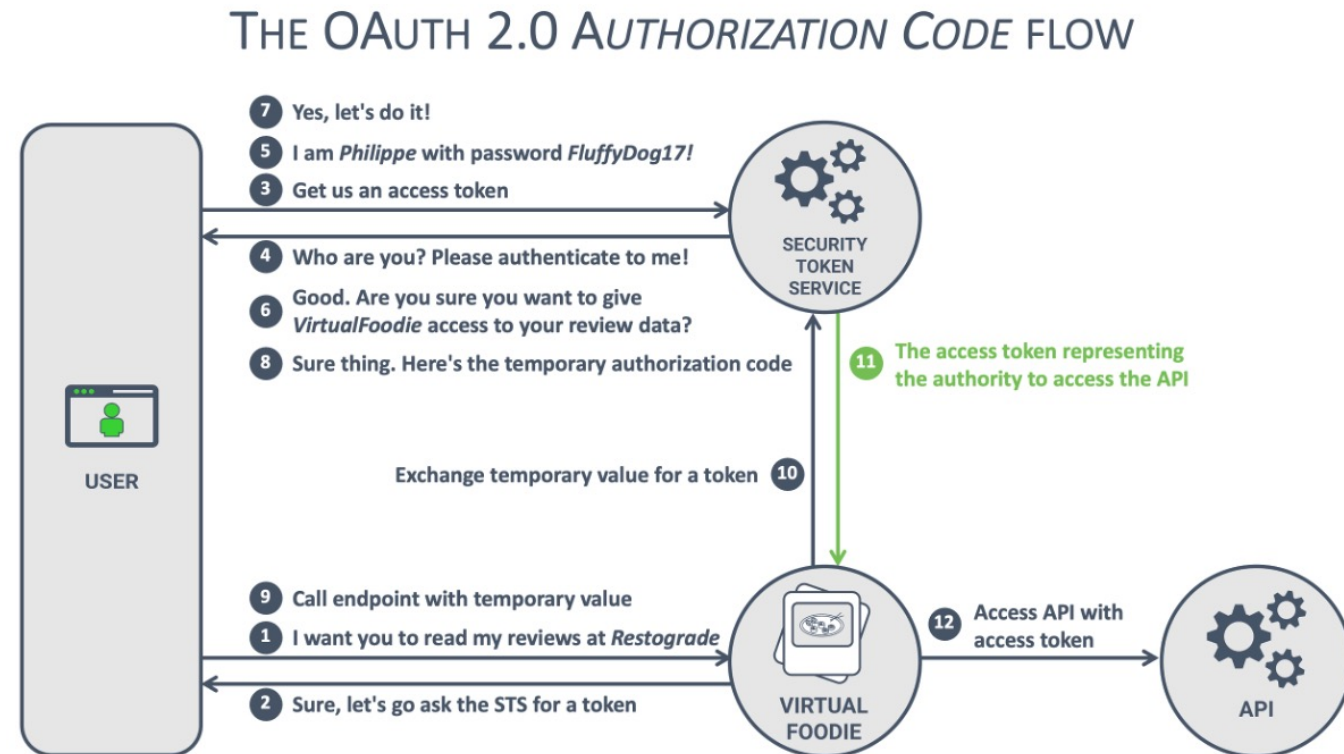 THE OAUTH 2.0 AUTHORIZATION CODE FLOW
7 Yes, let's do it!
5 I am Philippe with password FluffyDog17!
3 Get us an access token
4 Who are you? Please authenticate to me!
6 Good. Are you sure you want to give
VirtualFoodie access to your review data?
8 Sure thing. Here's the temporary authorization code
SECURITY
TOKEN
SERVICE
11 The access token representing
the authority to access the API
Exchange temporary value for a token 10
USER
9 Call endpoint with temporary value
1 I want you to read my reviews at Restograde
2 Sure, let's go ask the STS for a token
VIRTUAL
FOODIE
12 Access API with
access token
API